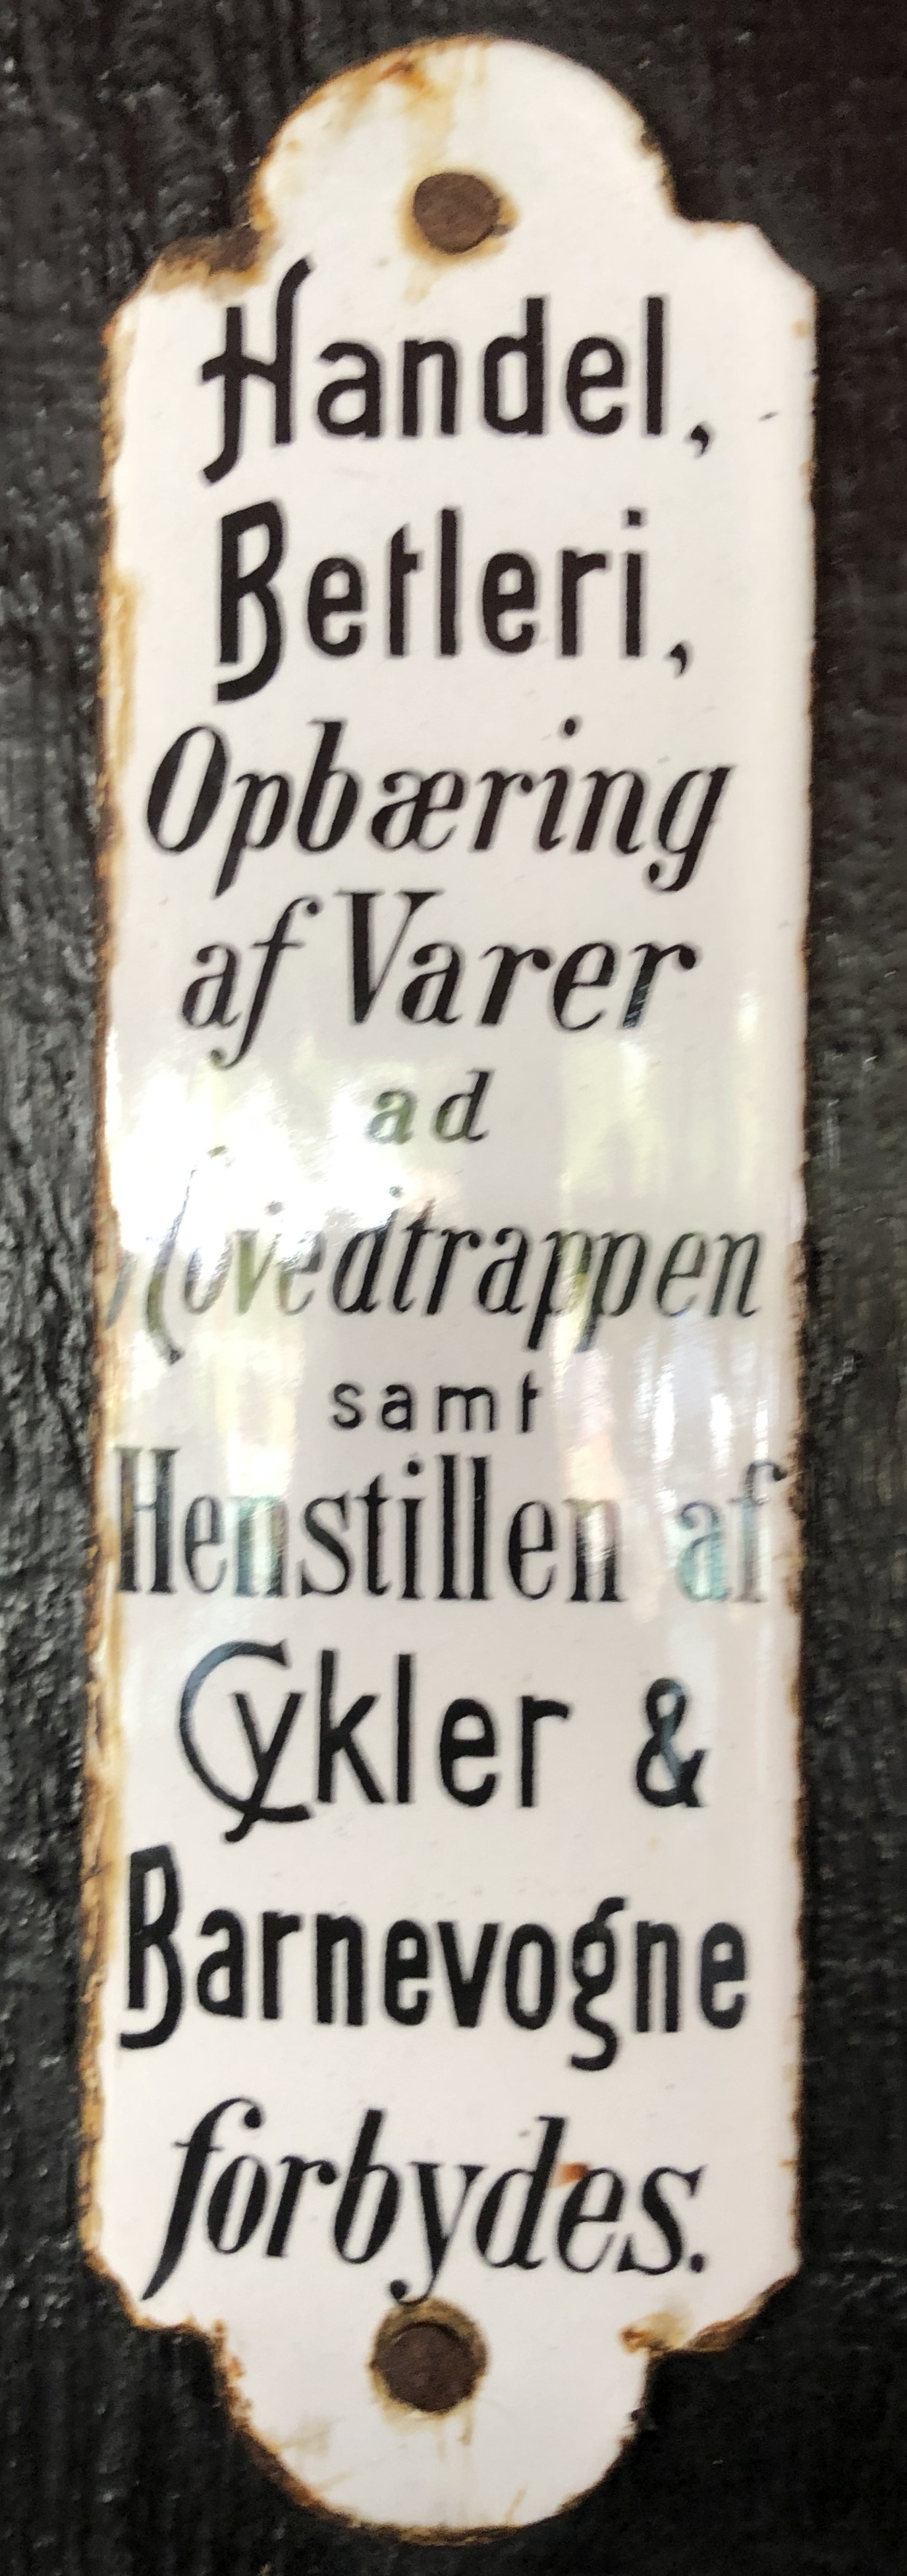 Handel,
Betleri,
Opbæring
af Varer
ad
Hovedtrappen
samt
Henstillen af
Cykler &
Barnevogne
forbydes.